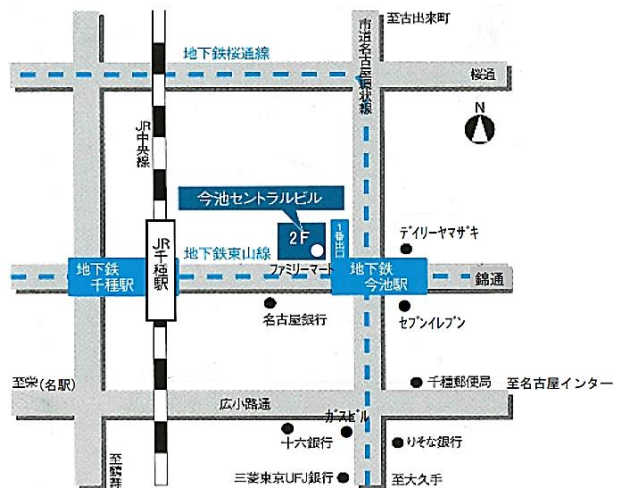 至古出来町
地下鉄桜通線
市道名古屋環状線
桜通
N
JR中央線
今池セントラルビル
2F
1番出口
デイリーヤマザキ
JR千種駅
地下鉄東山線
地下鉄
千種駅
ファミリーマート
地下鉄
今池駅
錦通
名古屋銀行
セブンイレブン
至栄(名駅)
千種郵便局
至名古屋インター
広小路通
ガスビル
十六銀行
りそな銀行
至鶴舞
三菱東京UFJ銀行
至大久手